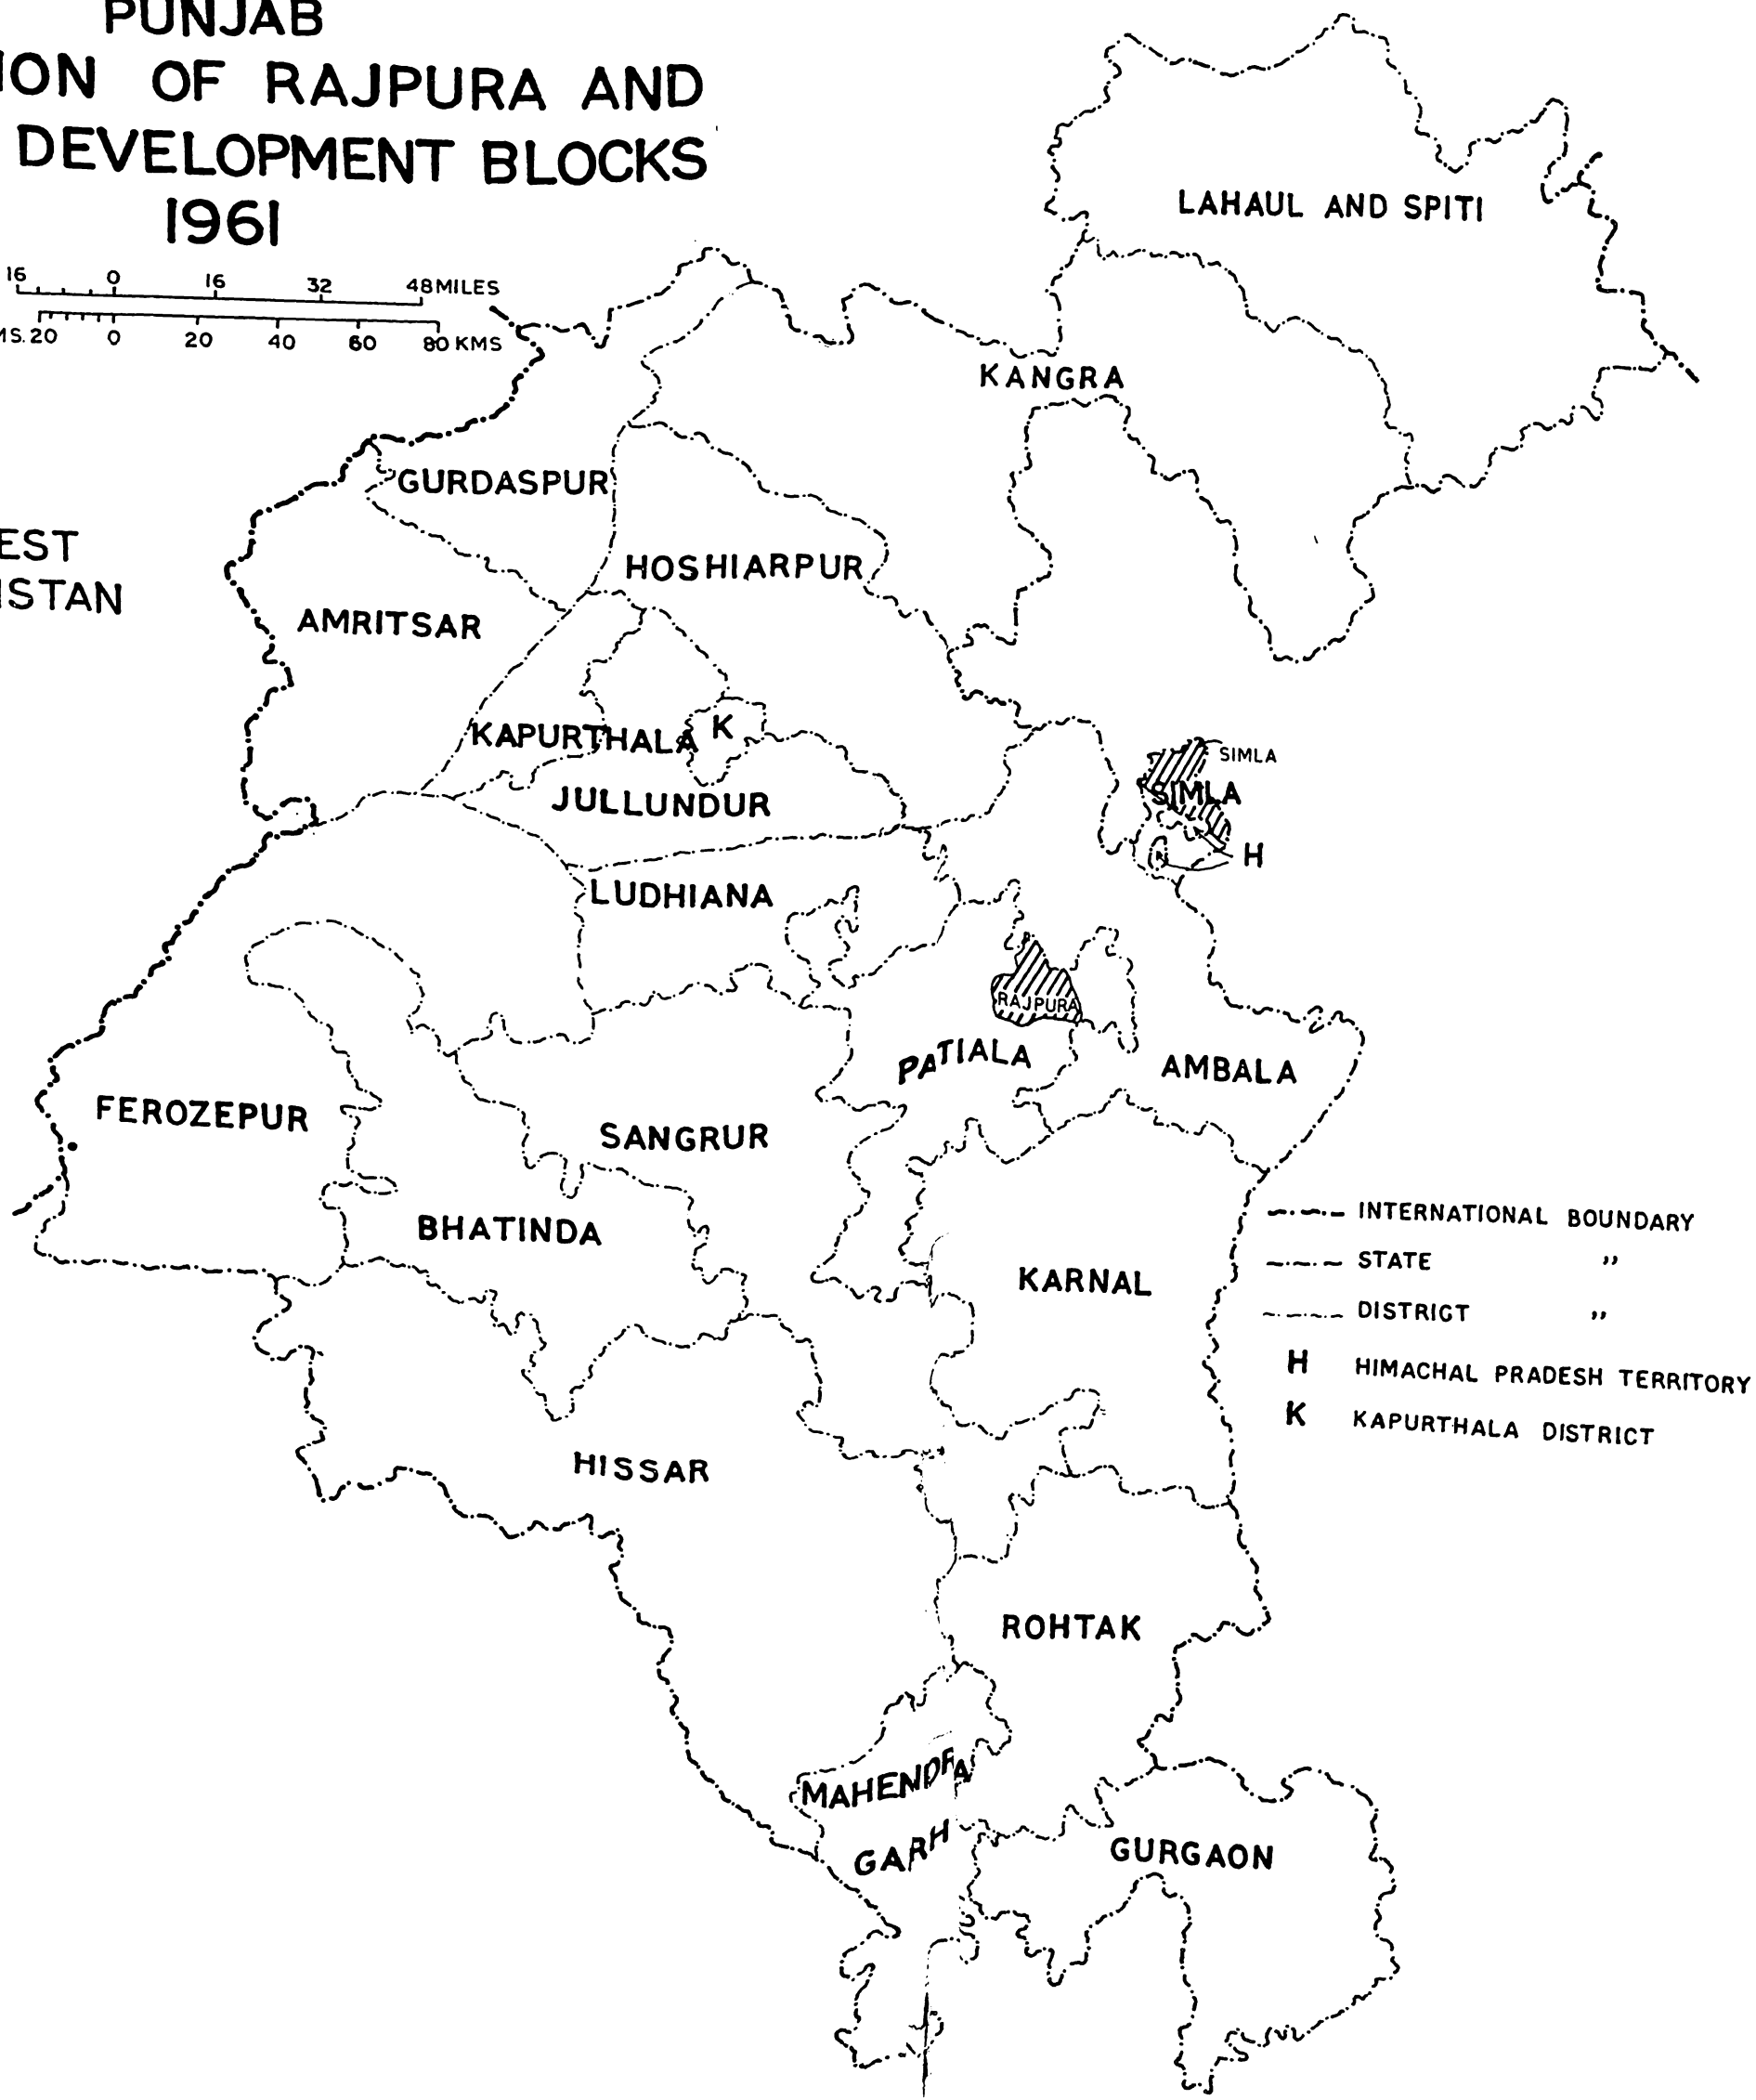 PUNJAB
ION OF RAJPURA AND
DEVELOPMENT BLOCKS
1961
16 0 16 32 48 MILES
MS. 20 0 20 40 60 80 KMS
LAHAUL AND SPITI
KANGRA
GURDASPUR
EST
ISTAN
HOSHIARPUR
AMRITSAR
KAPURTHALA K
SIMLA
SIMLA
JULLUNDUR
H
LUDHIANA
RAJPURA
PATIALA
AMBALA
FEROZEPUR
SANGRUR
BHATINDA
KARNAL
INTERNATIONAL BOUNDARY
STATE ,,
DISTRICT ,,
H HIMACHAL PRADESH TERRITORY
K KAPURTHALA DISTRICT
HISSAR
ROHTAK
MAHENDRA
GARH
GURGAON